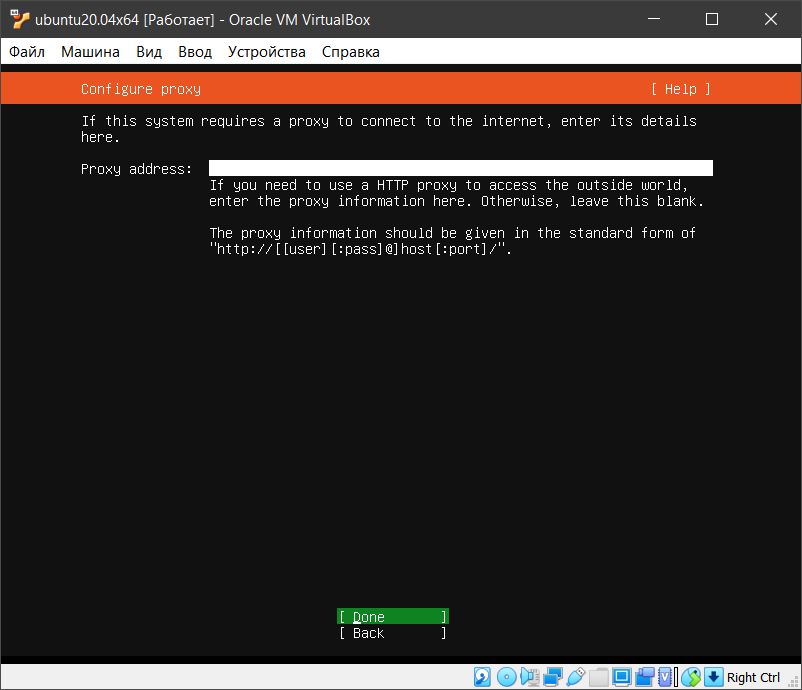 ubuntu20.04x64 [Работает] - Oracle VM VirtualBox
Файл Машина Вид Ввод Устройства Справка
Configure proxy [ Help ]
If this system requires a proxy to connect to the internet, enter its details
here.
Proxy address:
If you need to use a HTTP proxy to access the outside world,
enter the proxy information here. Otherwise, leave this blank.
The proxy information should be given in the standard form of
"http://[[user][:pass]@]host[:port]/".
[ Done ]
[ Back ]
Right Ctrl